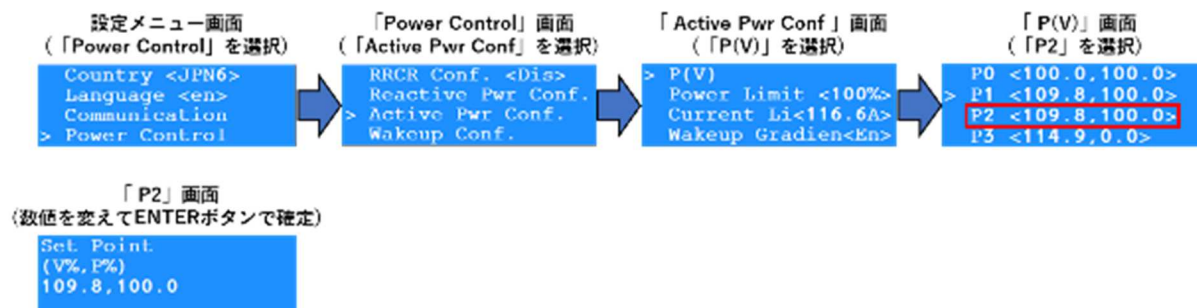 設定メニュー画面
(「Power Control」を選択)
Country <JPN6>
Language <en>
Communication
> Power Control
「Power Control」画面
(「Active Pwr Conf」を選択)
RRCR Conf. <Dis>
Reactive Pwr Conf.
> Active Pwr Conf.
Wakeup Conf.
「Active Pwr Conf」画面
(「P(V)」を選択)
> P(V)
Power Limit <100%>
Current Li<116.6A>
Wakeup Gradien<En>
「P(V)」画面
(「P2」を選択)
P0 <100.0,100.0>
> P1 <109.8,100.0>
P2 <109.8,100.0>
P3 <114.9,0.0>
「P2」画面
(数値を変えてENTERボタンで確定)
Set Point
(V%,P%)
109.8,100.0